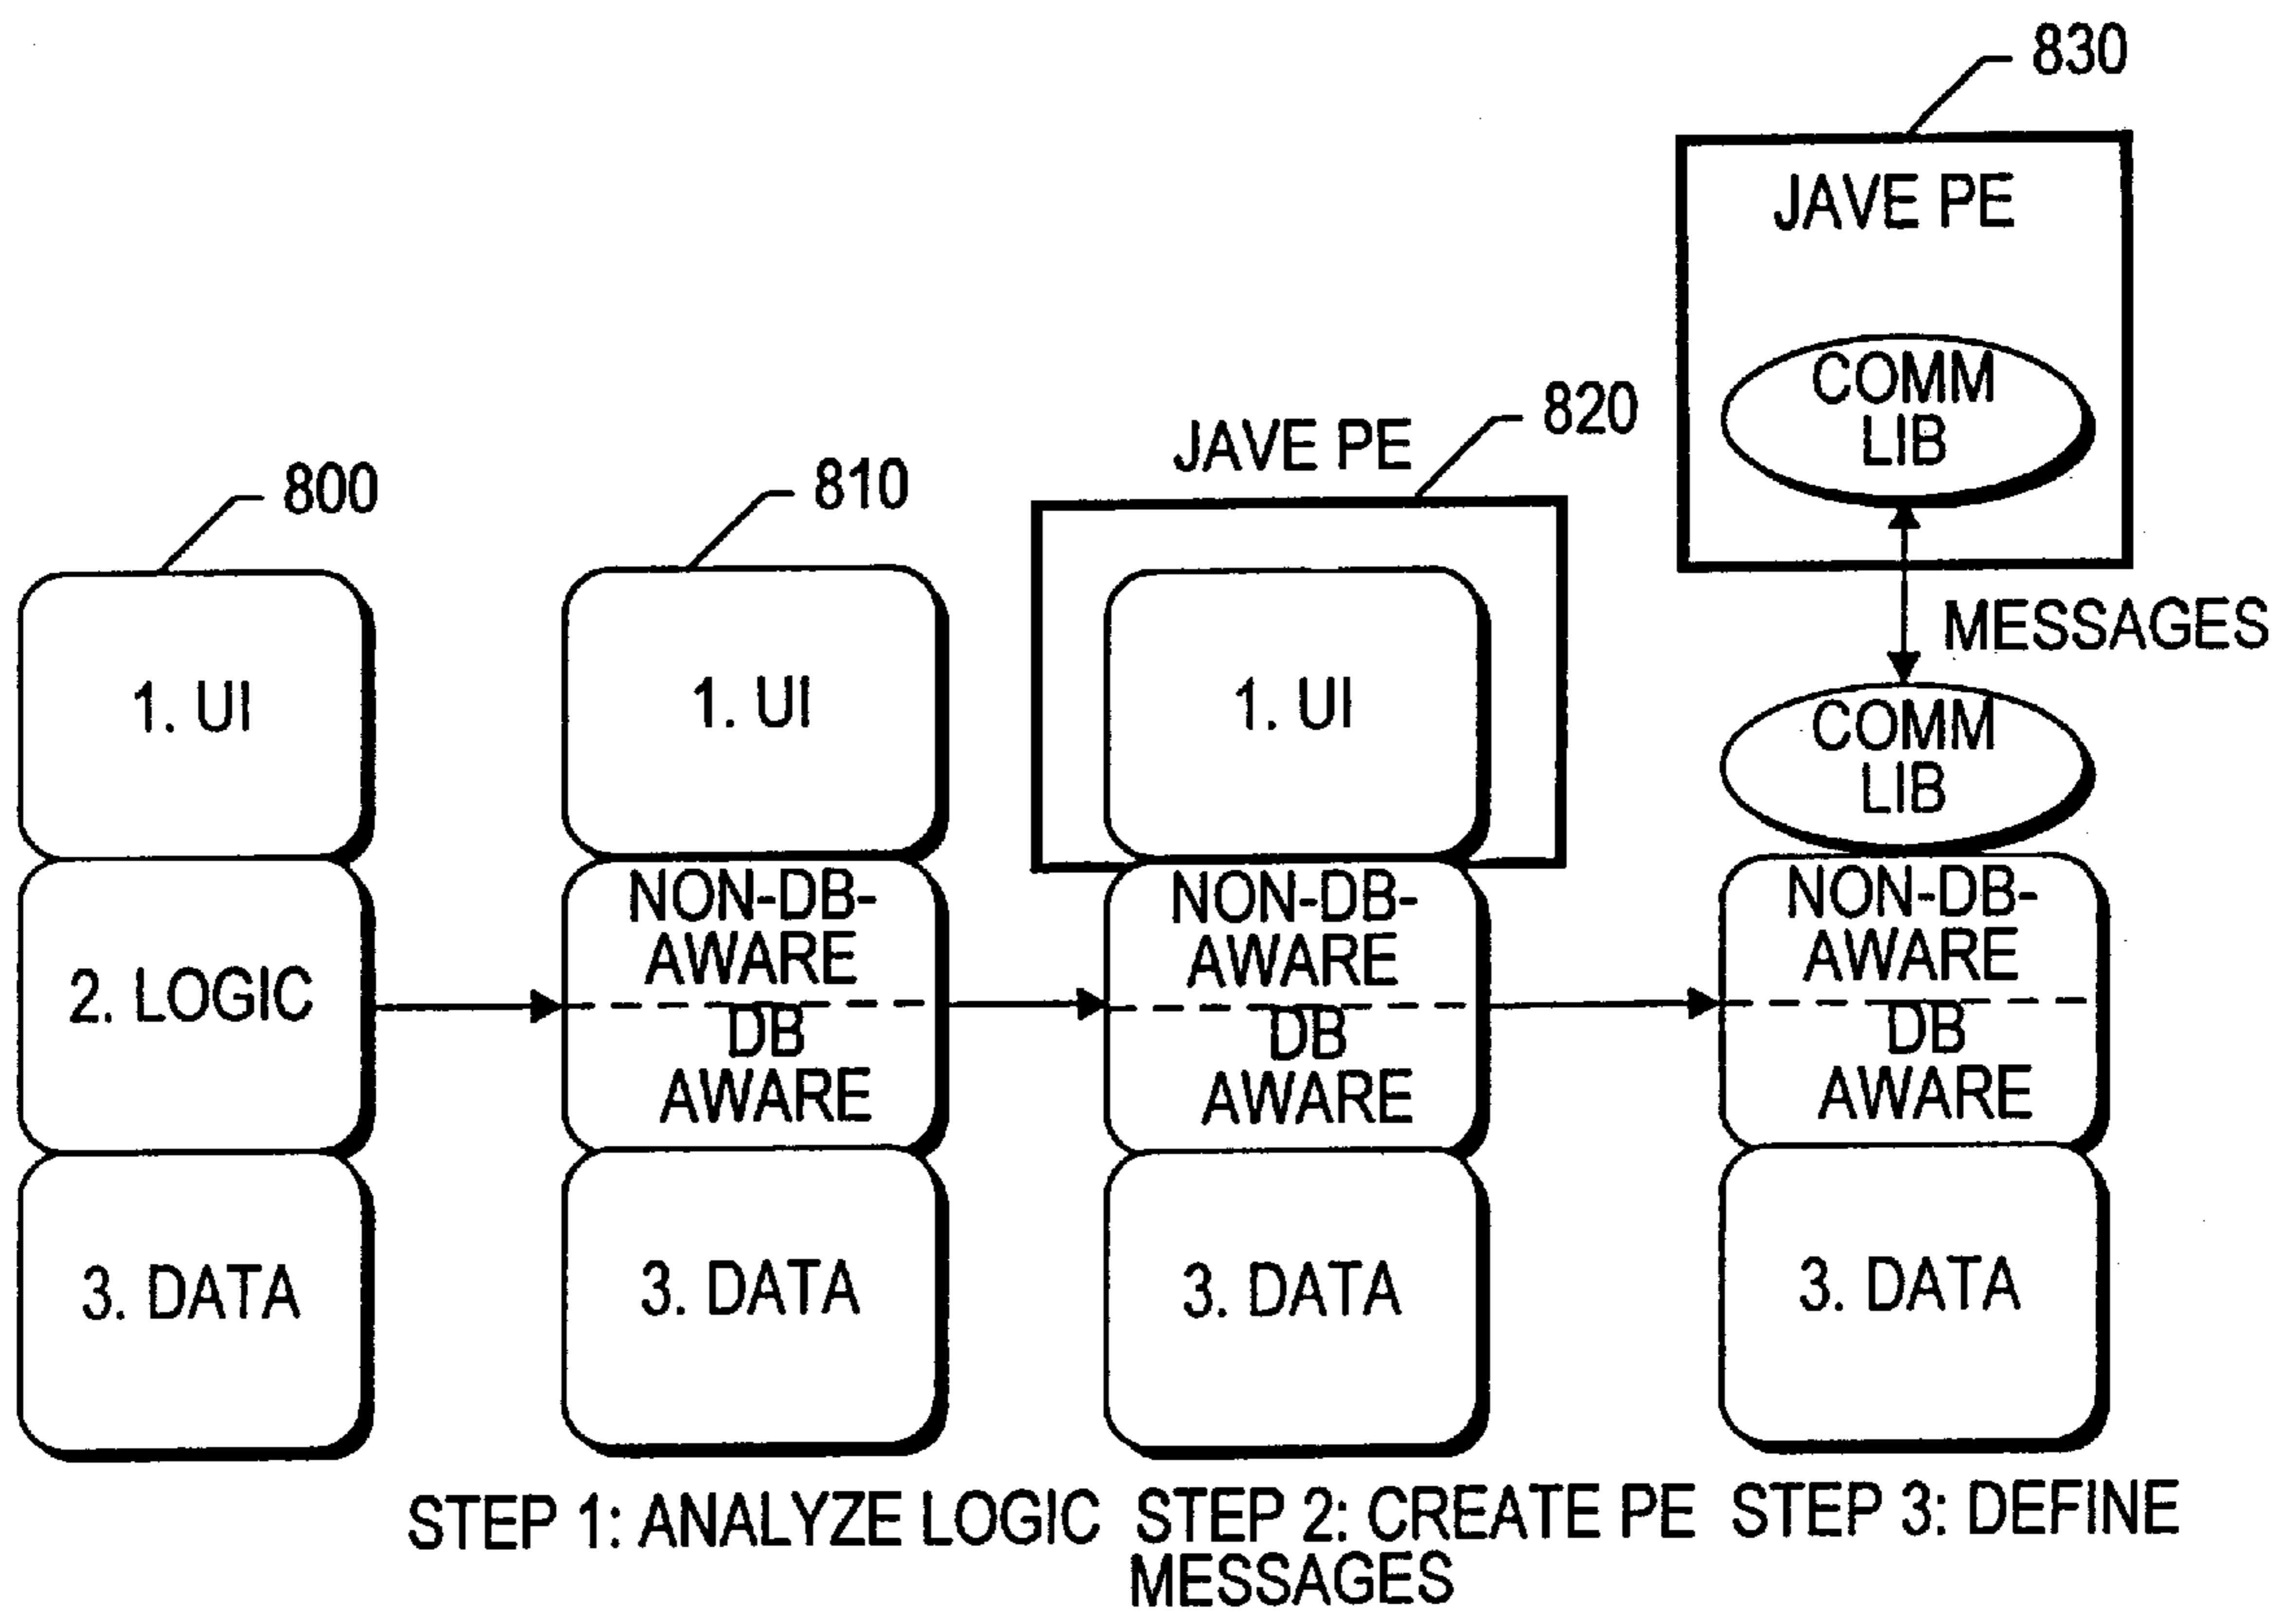 830
JAVE PE
COMM
LIB
820
JAVE PE
800
810
MESSAGES
1. UI
1. UI
1. UI
COMM
LIB
NON-DB-
AWARE
NON-DB-
AWARE
NON-DB-
AWARE
2. LOGIC
DB
AWARE
DB
AWARE
DB
AWARE
3. DATA
3. DATA
3. DATA
3. DATA
STEP 1: ANALYZE LOGIC STEP 2: CREATE PE STEP 3: DEFINE
MESSAGES